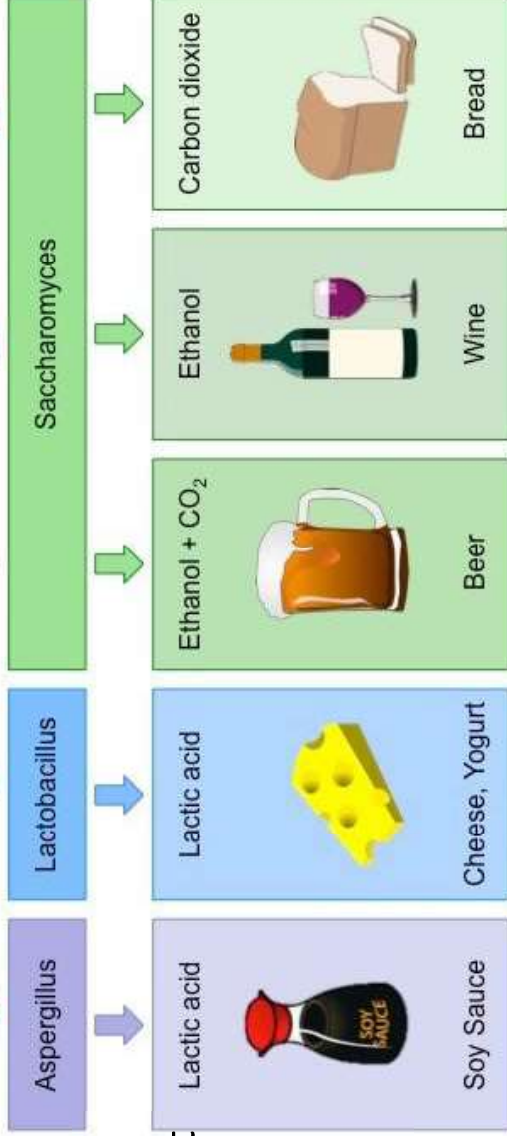 Saccharomyces
Carbon dioxide
Bread
Ethanol
Wine
Ethanol + CO₂
Beer
Lactobacillus
Lactic acid
Cheese, Yogurt
Aspergillus
Lactic acid
SOY
SAUCE
Soy Sauce